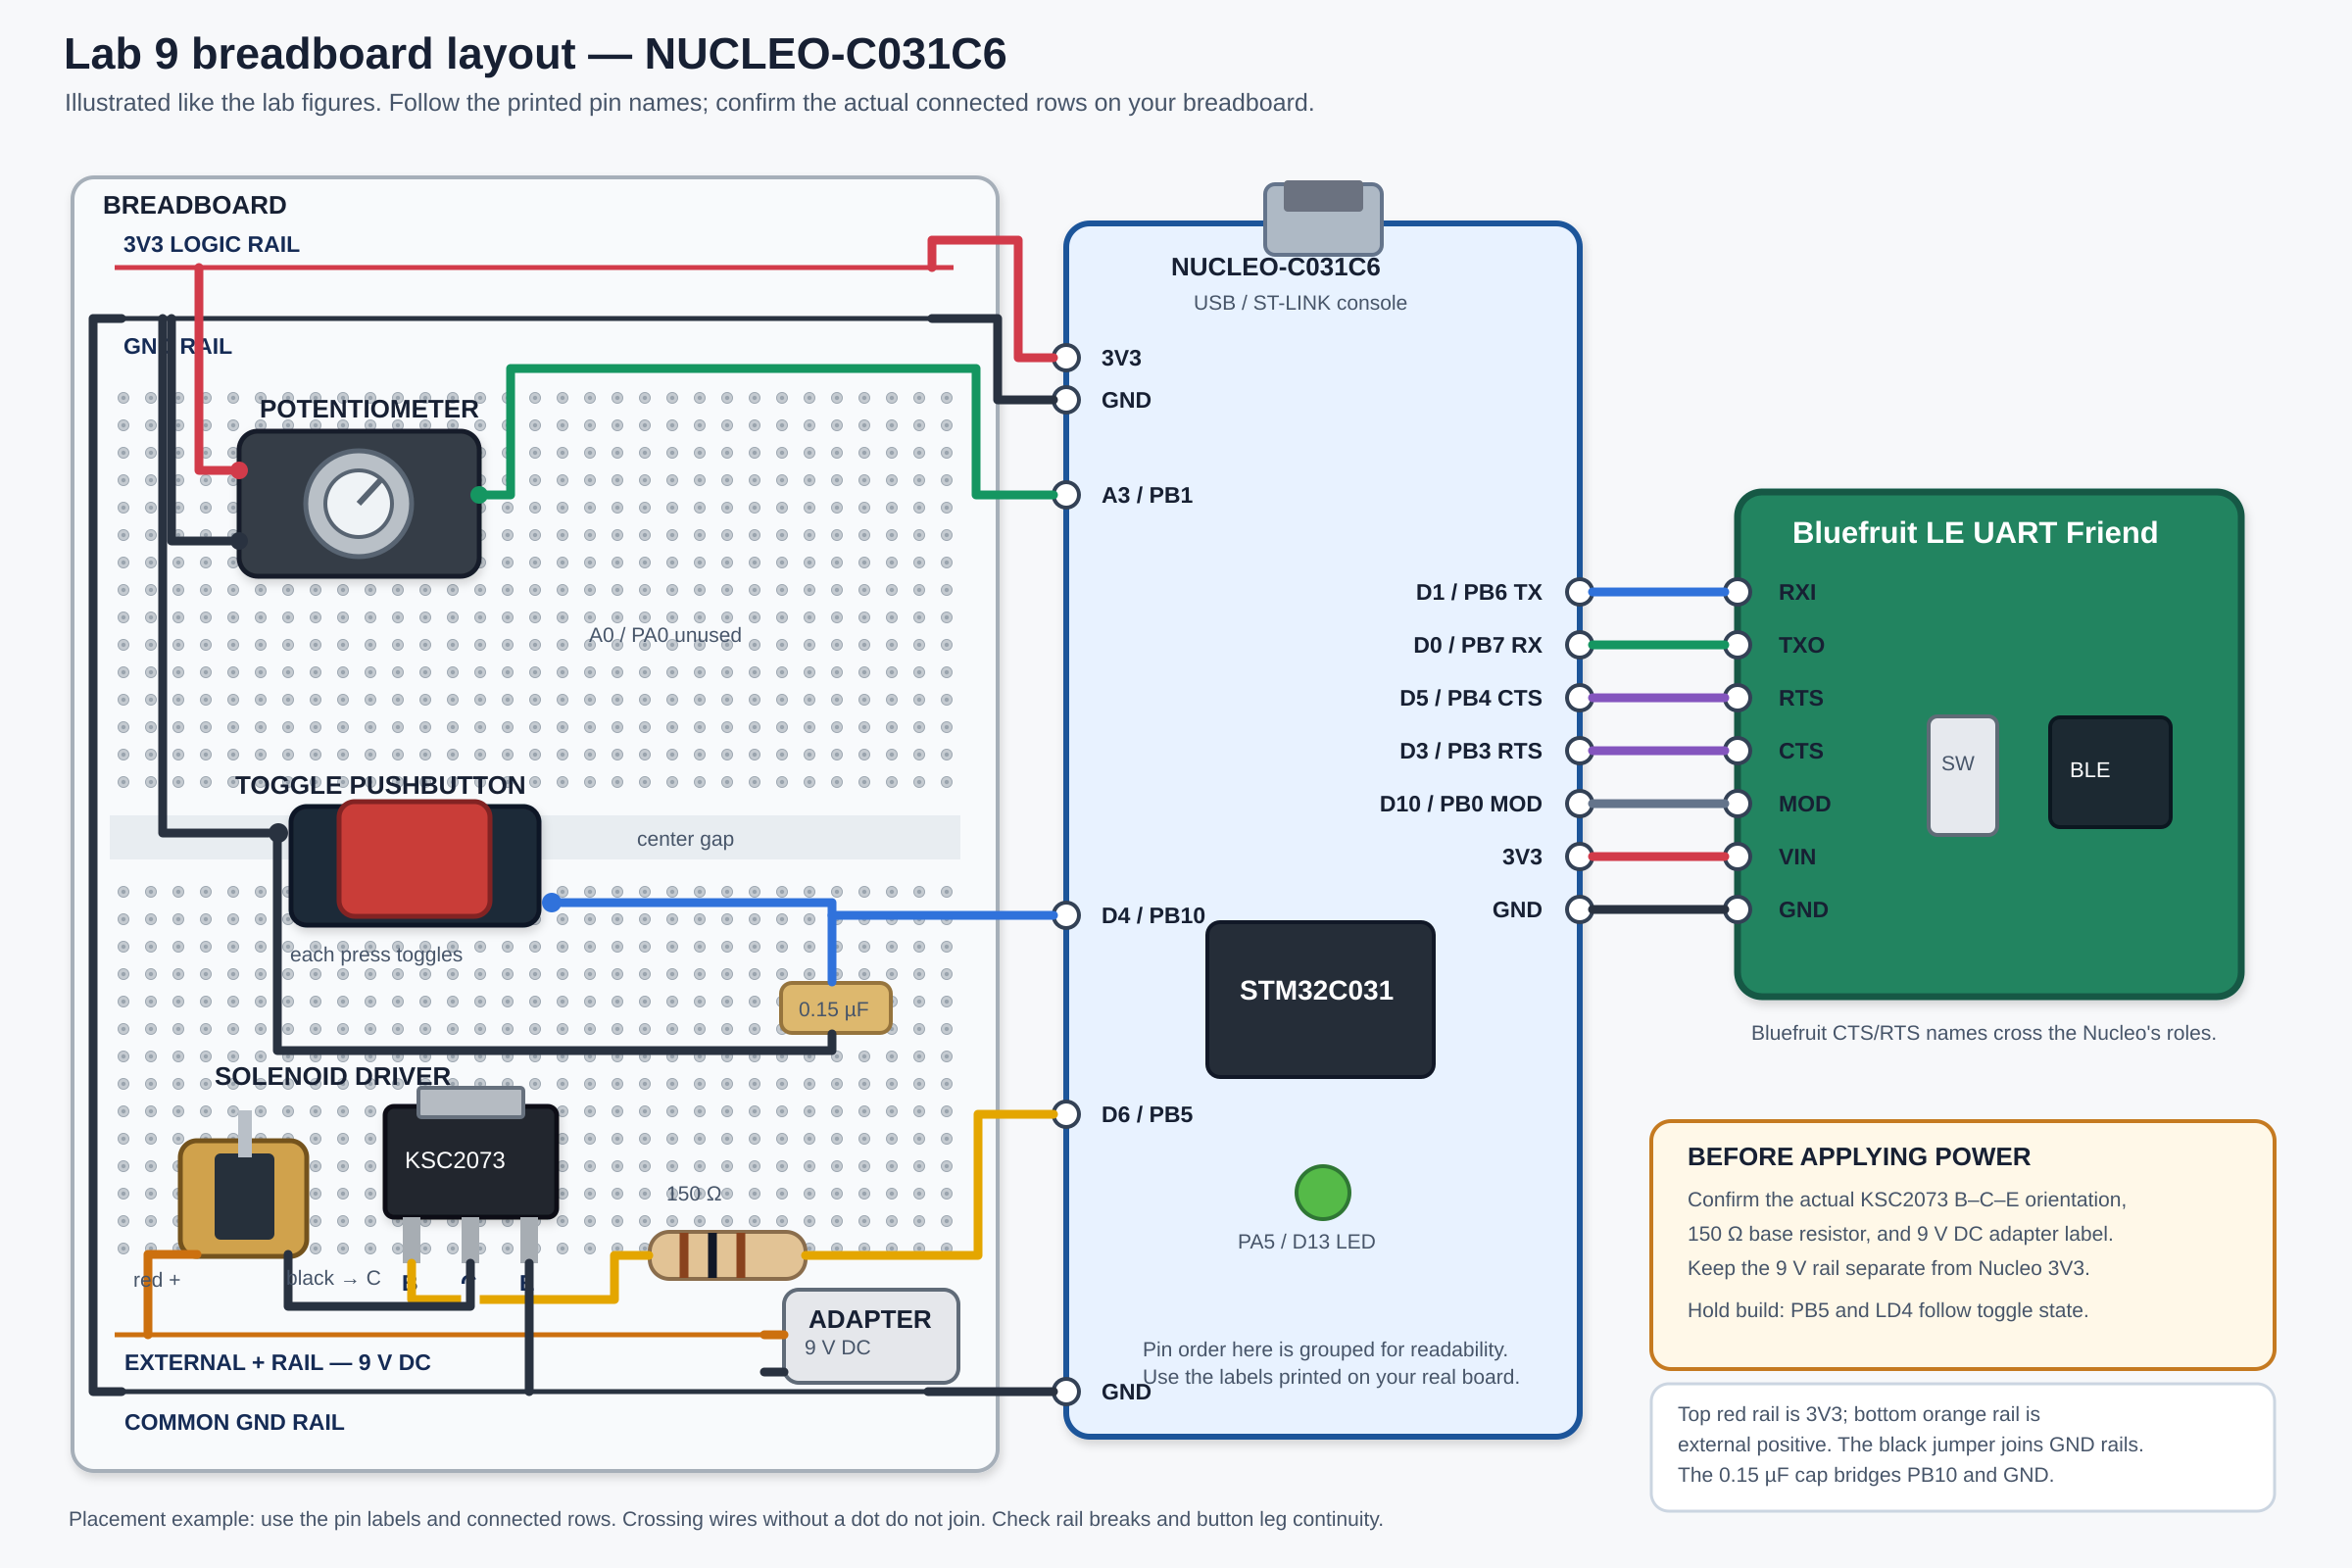 Lab 9 breadboard layout — NUCLEO-C031C6
Illustrated like the lab figures. Follow the printed pin names; confirm the actual connected rows on your breadboard.
BREADBOARD
3V3 LOGIC RAIL
GND RAIL
POTENTIOMETER
A0 / PA0 unused
TOGGLE PUSHBUTTON
center gap
each press toggles
0.15 µF
SOLENOID DRIVER
KSC2073
150 Ω
red +
black → C
B
C
E
ADAPTER
9 V DC
EXTERNAL + RAIL — 9 V DC
COMMON GND RAIL
NUCLEO-C031C6
USB / ST-LINK console
3V3
GND
A3 / PB1
D1 / PB6 TX
D0 / PB7 RX
D5 / PB4 CTS
D3 / PB3 RTS
D10 / PB0 MOD
3V3
GND
D4 / PB10
STM32C031
D6 / PB5
PA5 / D13 LED
Pin order here is grouped for readability.
Use the labels printed on your real board.
GND
Bluefruit LE UART Friend
RXI
TXO
RTS
CTS
MOD
VIN
GND
SW
BLE
Bluefruit CTS/RTS names cross the Nucleo's roles.
BEFORE APPLYING POWER
Confirm the actual KSC2073 B–C–E orientation,
150 Ω base resistor, and 9 V DC adapter label.
Keep the 9 V rail separate from Nucleo 3V3.
Hold build: PB5 and LD4 follow toggle state.
Top red rail is 3V3; bottom orange rail is
external positive. The black jumper joins GND rails.
The 0.15 µF cap bridges PB10 and GND.
Placement example: use the pin labels and connected rows. Crossing wires without a dot do not join. Check rail breaks and button leg continuity.